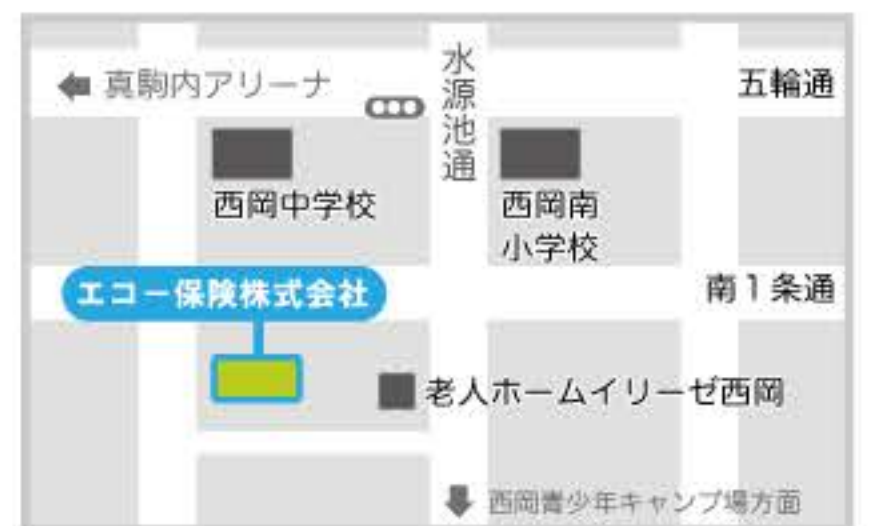 真駒内アリーナ
水源池通
五輪通
西岡中学校
西岡南
小学校
エコー保険株式会社
南1条通
老人ホームイリーゼ西岡
西岡青少年キャンプ場方面